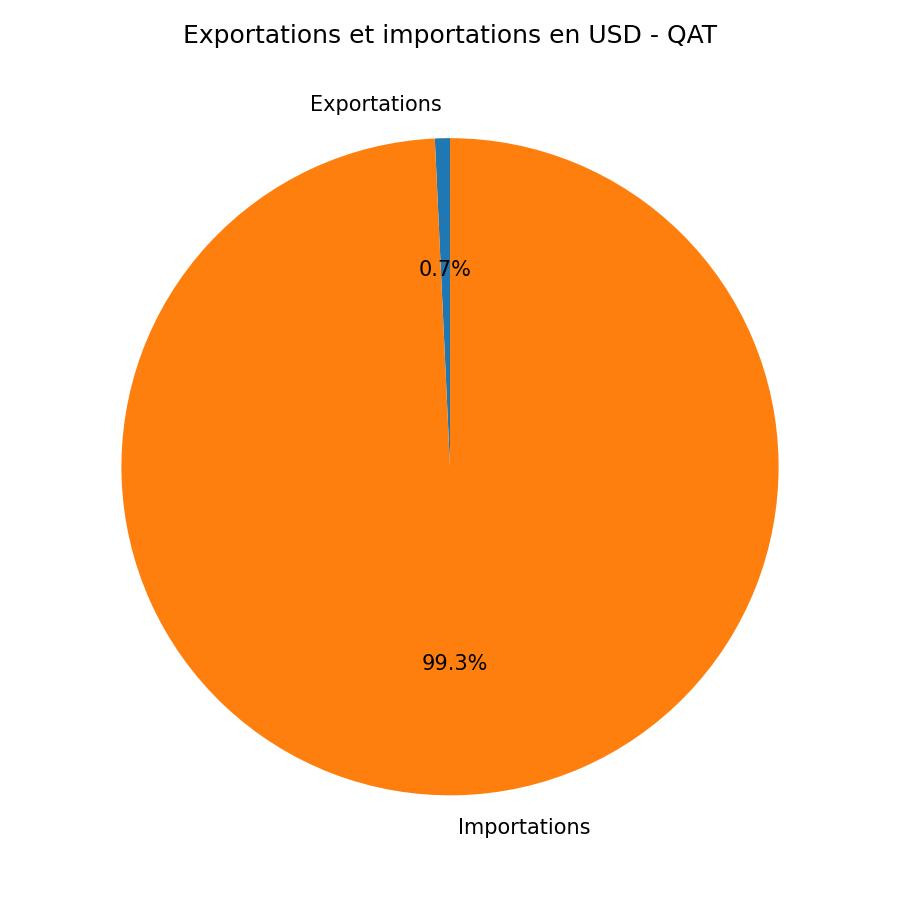 Exportations et importations en USD - QAT
Exportations
0.7%
99.3%
Importations